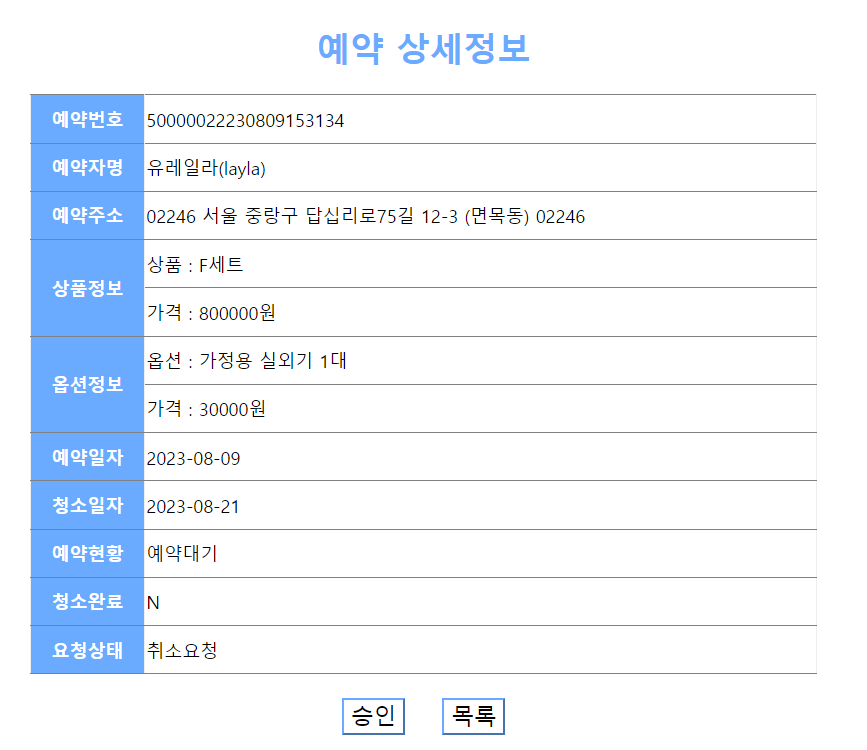 예약 상세정보
예약번호 50000022230809153134
예약자명 유레일라(layla)
예약주소 02246 서울 중랑구 답십리로75길 12-3 (면목동) 02246
상품정보 상품 : F세트
가격 : 800000원
옵션정보 옵션 : 가정용 실외기 1대
가격 : 30000원
예약일자 2023-08-09
청소일자 2023-08-21
예약현황 예약대기
청소완료 N
요청상태 취소요청
승인 목록